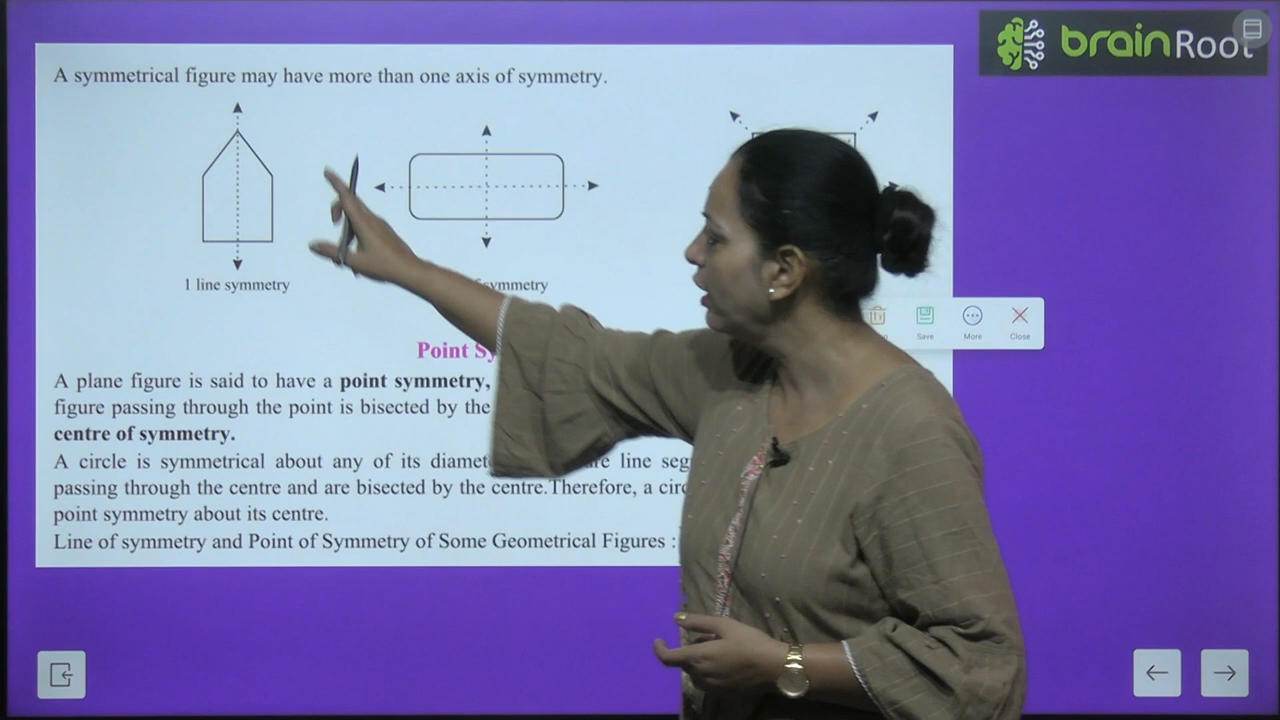 brainRoot
A symmetrical figure may have more than one axis of symmetry.
1 line symmetry
symmetry
Point
A plane figure is said to have a point symmetry,
figure passing through the point is bisected by the
centre of symmetry.
A circle is symmetrical about any of its line
passing through the centre and are bisected by the centre.Therefore, a
point symmetry about its centre.
Line of symmetry and Point of Symmetry of Some Geometrical Figures :
Save
More
Close